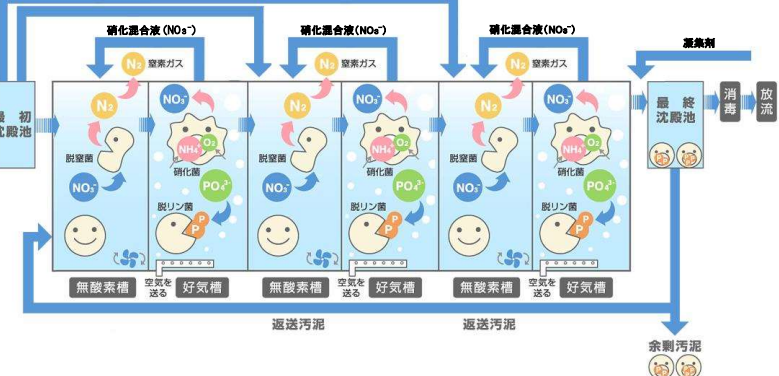 硝化混合液(NO₃⁻)
硝化混合液(NO₃⁻)
硝化混合液(NO₃⁻)
凝集剤
N₂ 窒素ガス
N₂ 窒素ガス
N₂ 窒素ガス
最初
沈殿池
N₂
NO₃⁻
脱窒菌
NO₃⁻
NH₄
O₂
硝化菌
PO₄³⁻
脱リン菌
P
P
P
N₂
NO₃⁻
脱窒菌
NO₃⁻
NH₄
O₂
硝化菌
PO₄³⁻
脱リン菌
P
P
P
N₂
NO₃⁻
脱窒菌
NO₃⁻
NH₄
O₂
硝化菌
PO₄³⁻
脱リン菌
P
P
P
最終
沈殿池
消毒
放流
無酸素槽
空気を
送る
好気槽
無酸素槽
空気を
送る
好気槽
無酸素槽
空気を
送る
好気槽
返送汚泥
返送汚泥
余剰汚泥